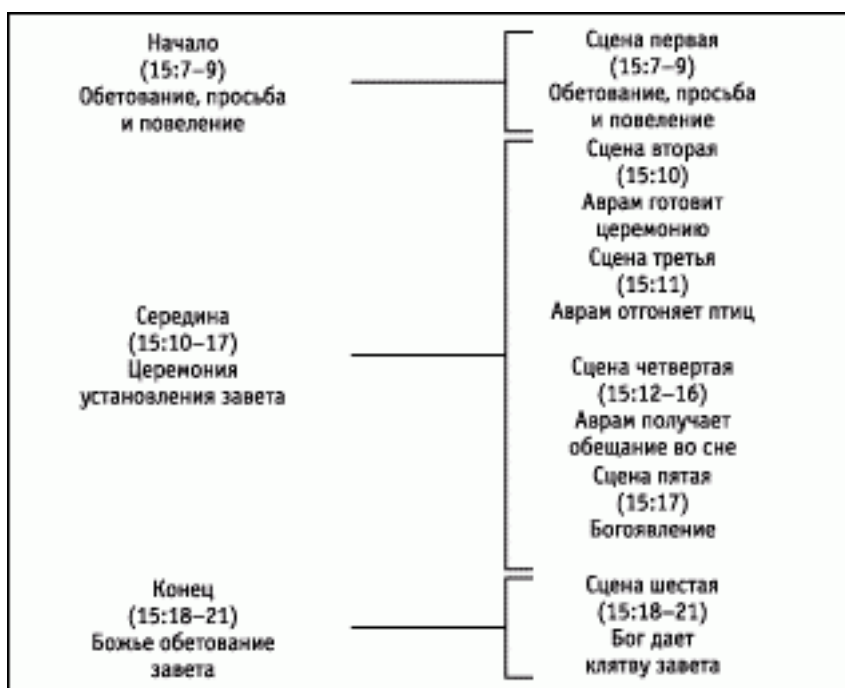 Начало
(15:7–9)
Обетование, просьба
и повеление
Сцена первая
(15:7–9)
Обетование, просьба
и повеление
Середина
(15:10–17)
Церемония
установления завета
Сцена вторая
(15:10)
Аврам готовит
церемонию
Сцена третья
(15:11)
Аврам отгоняет птиц
Сцена четвертая
(15:12–16)
Аврам получает
обещание во сне
Сцена пятая
(15:17)
Богоявление
Конец
(15:18–21)
Божье обетование
завета
Сцена шестая
(15:18–21)
Бог дает
клятву завета